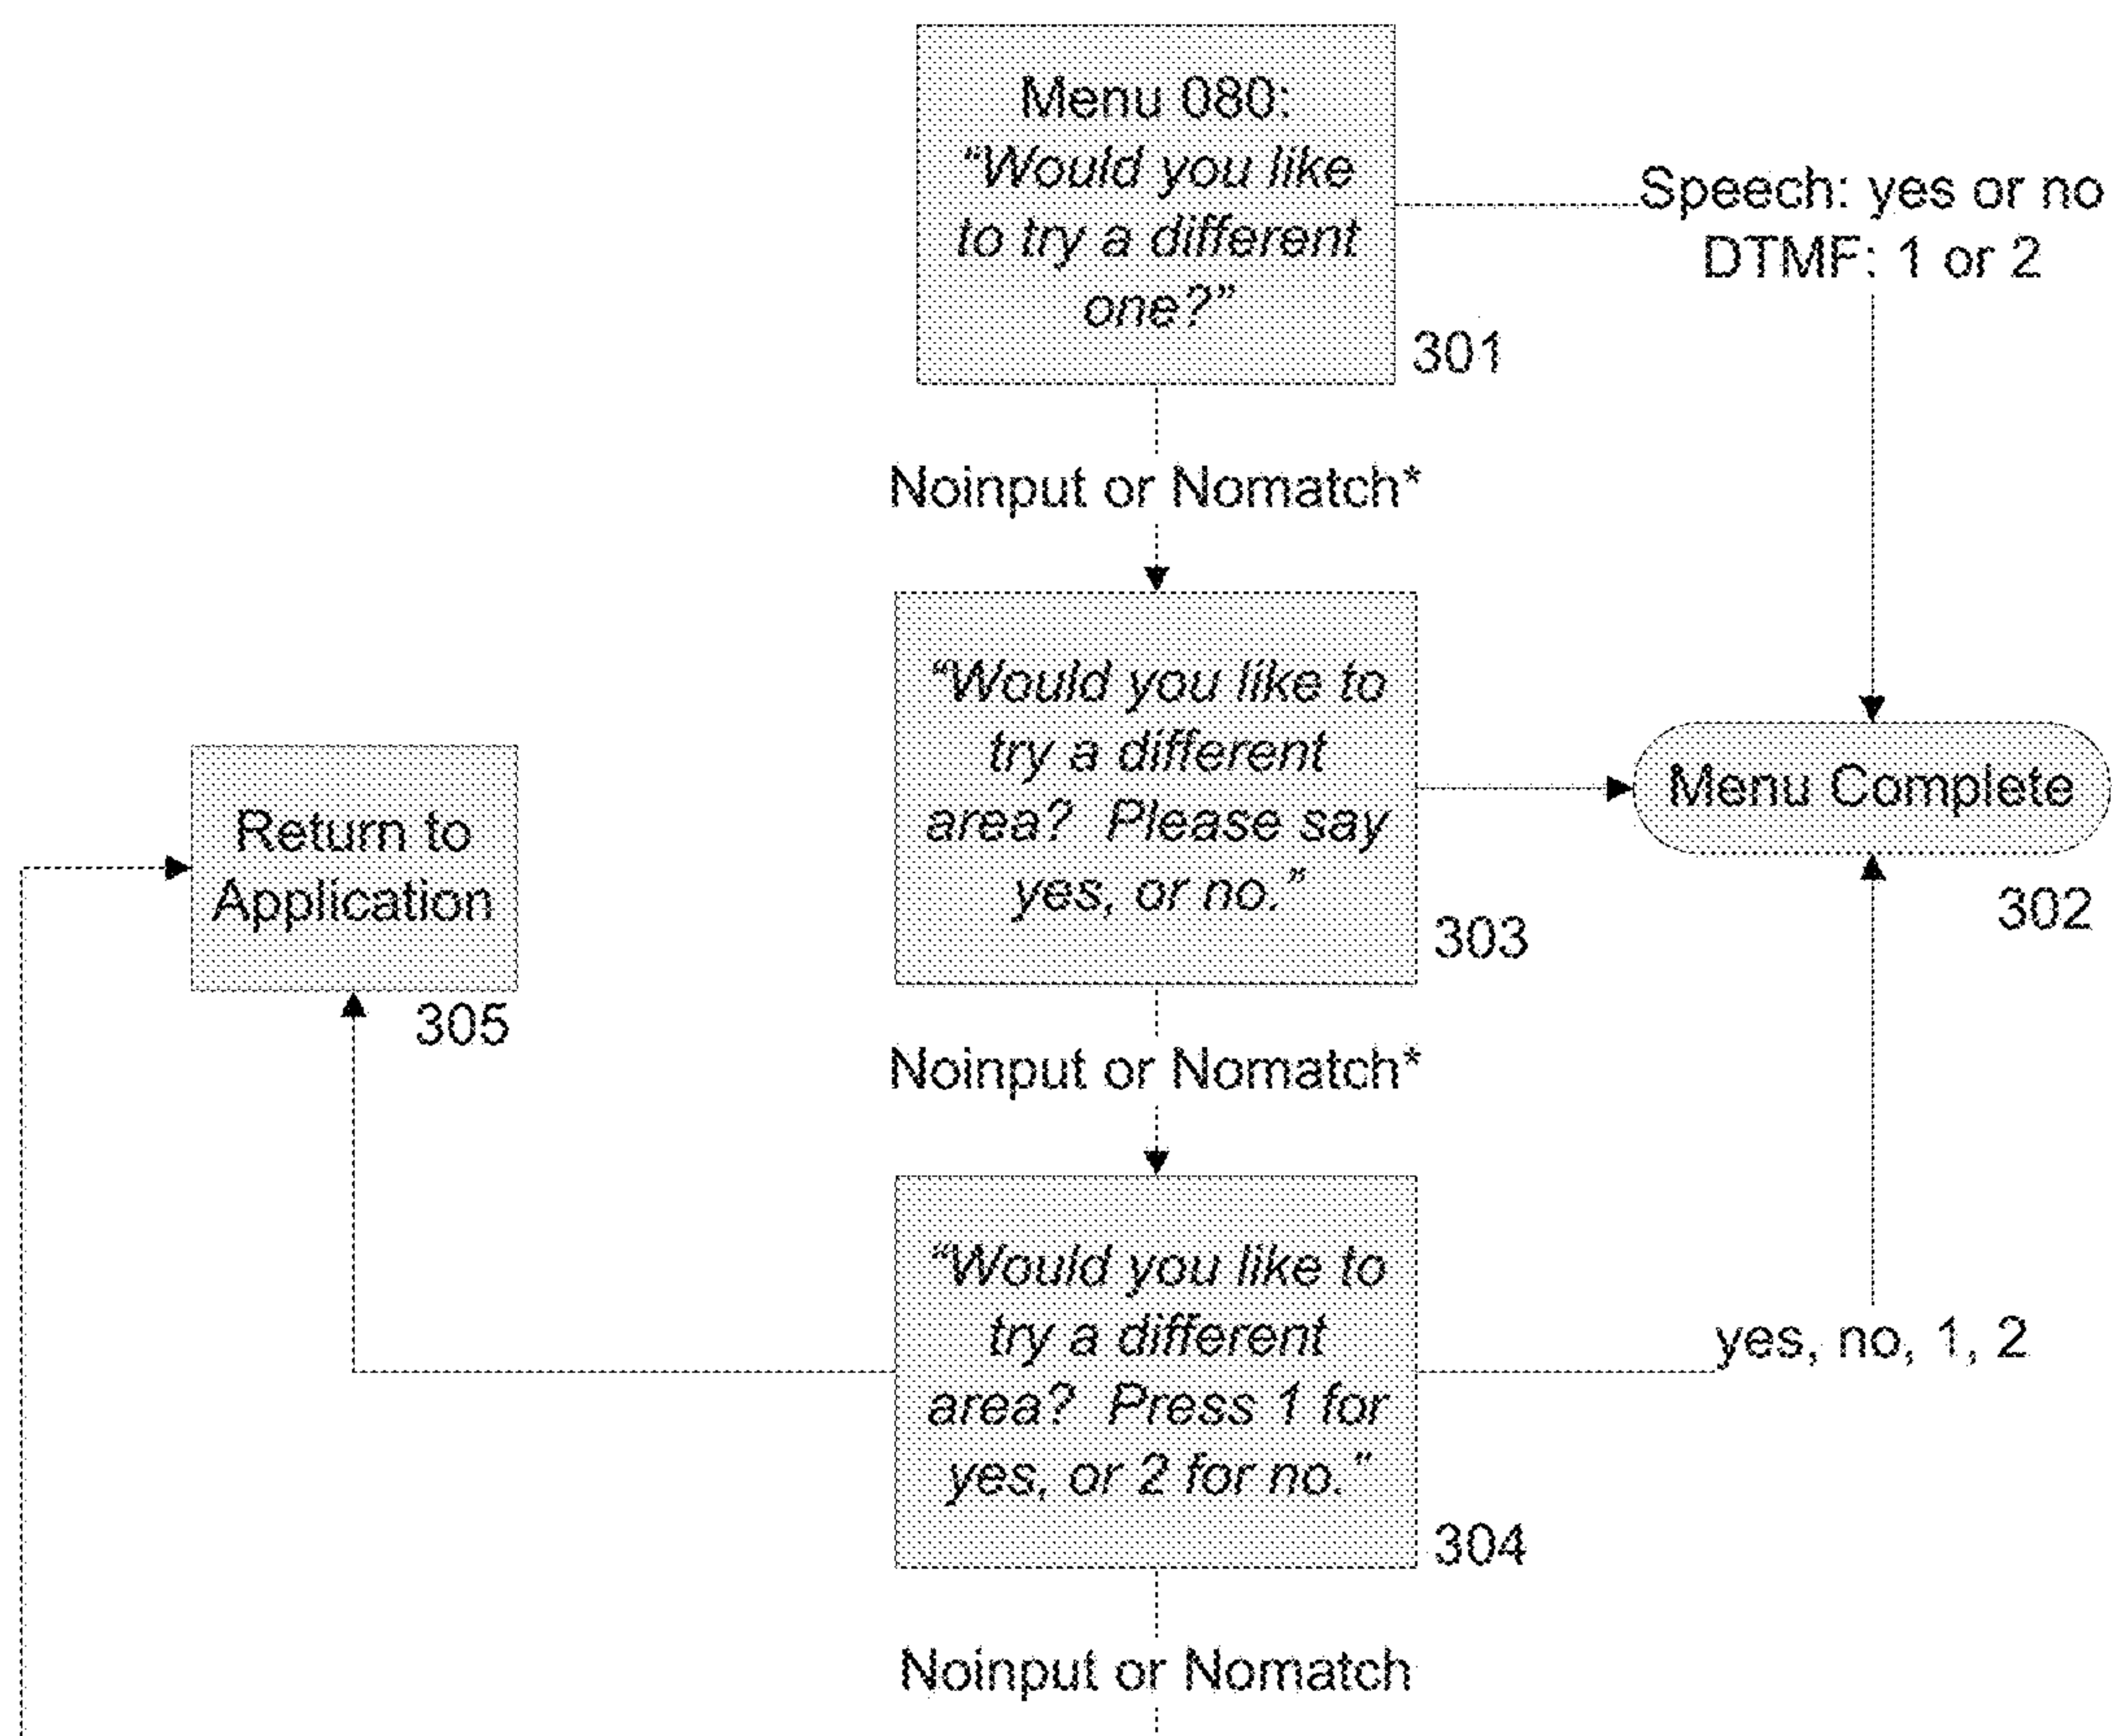 Menu 080:
“Would you like
to try a different
one?”
301
Speech: yes or no
DTMF: 1 or 2
Noinput or Nomatch*
“Would you like to
try a different
area?  Please say
yes, or no.”
303
Menu Complete
302
Return to
Application
305
Noinput or Nomatch*
“Would you like to
try a different
area?  Press 1 for
yes, or 2 for no.”
304
yes, no, 1, 2
Noinput or Nomatch